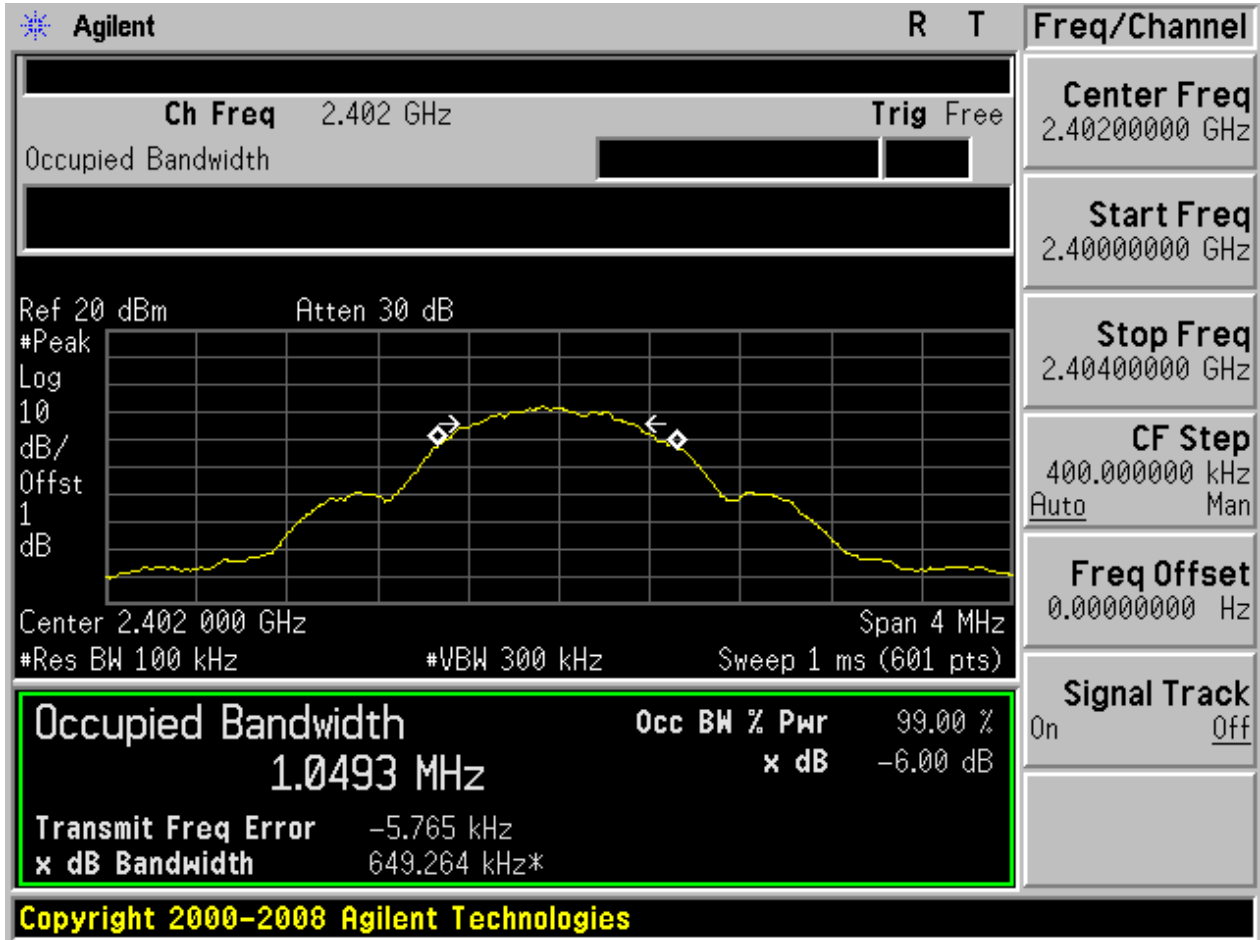 Agilent
R T
Freq/Channel
Ch Freq 2.402 GHz
Trig Free
Occupied Bandwidth
Center Freq
2.40200000 GHz
Start Freq
2.40000000 GHz
Stop Freq
2.40400000 GHz
CF Step
400.000000 kHz
Auto Man
Freq Offset
0.00000000 Hz
Signal Track
On Off
Ref 20 dBm
Atten 30 dB
#Peak
Log
10
dB/
Offst
1
dB
Center 2.402 000 GHz
Span 4 MHz
#Res BW 100 kHz
#VBW 300 kHz
Sweep 1 ms (601 pts)
Occupied Bandwidth
1.0493 MHz
Occ BW % Pwr 99.00 %
x dB -6.00 dB
Transmit Freq Error -5.765 kHz
x dB Bandwidth 649.264 kHz*
Copyright 2000-2008 Agilent Technologies